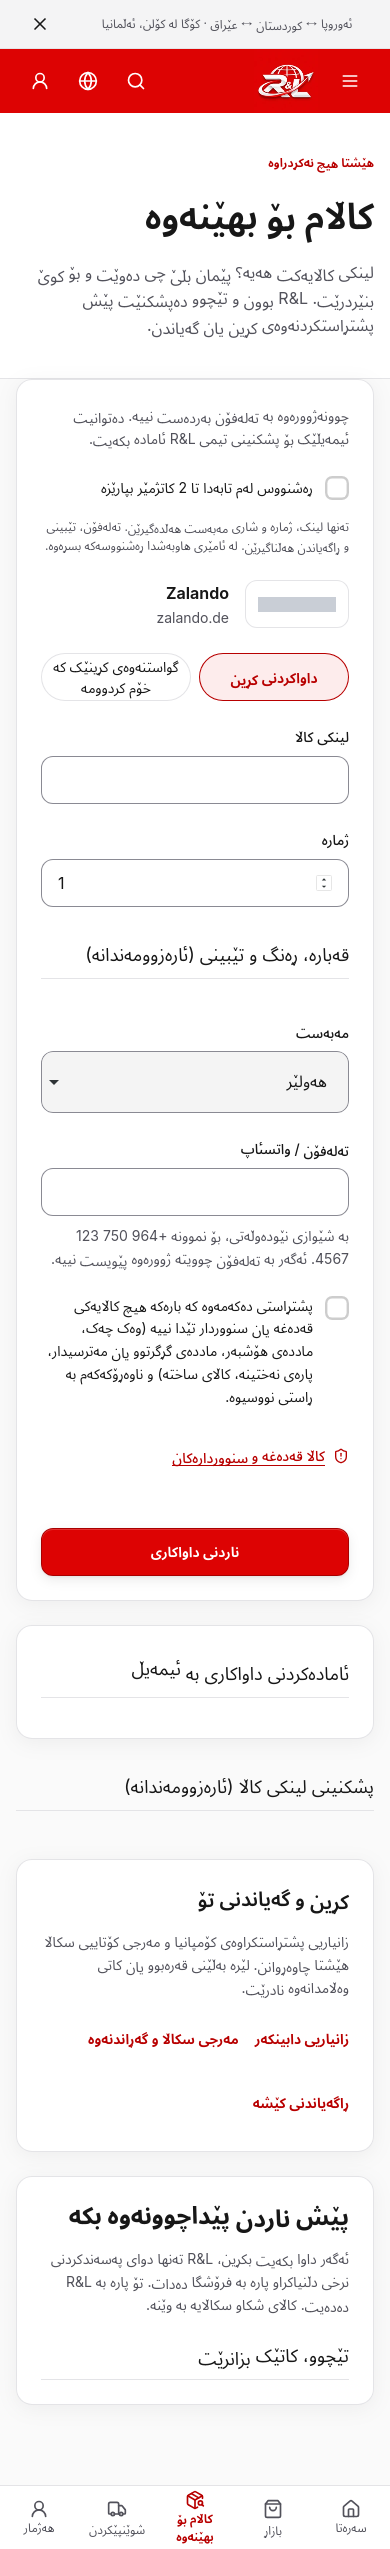 ئەوروپا ↔ کوردستان ↔ عێراق · کۆگا لە کۆلن، ئەڵمانیا
R&L
هێشتا هیچ نەکڕدراوە
کاڵام بۆ بهێنەوە
لینکی کاڵایەکت هەیە؟ پێمان بڵێ چی دەوێت و بۆ کوێ
بنێردرێت. R&L بوون و تێچوو دەپشکنێت پێش
پشتڕاستکردنەوەی کڕین یان گەیاندن.
چوونەژوورەوە بە تەلەفۆن بەردەست نییە. دەتوانیت
ئیمەیڵێک بۆ پشکنینی تیمی R&L ئامادە بکەیت.
ڕەشنووس لەم تابەدا تا 2 کاتژمێر بپارێزە
تەنها لینک، ژمارە و شاری مەبەست هەڵدەگیرێن. تەلەفۆن، تێبینی
و ڕاگەیاندن هەڵناگیرێن. لە ئامێری هاوبەشدا ڕەشنووسەکە بسڕەوە.
Zalando
zalando.de
داواکردنی کڕین
گواستنەوەی کڕینێک کە
خۆم کردوومە
لینکی کاڵا
ژمارە
1
قەبارە، ڕەنگ و تێبینی (ئارەزوومەندانە)
مەبەست
هەولێر
تەلەفۆن / واتسئاپ
بە شێوازی نێودەوڵەتی، بۆ نموونە +964 750 123
4567. ئەگەر بە تەلەفۆن چوویتە ژوورەوە پێویست نییە.
پشتڕاستی دەکەمەوە کە بارەکە هیچ کاڵایەکی
قەدەغە یان سنووردار تێدا نییە (وەک چەک،
ماددەی هۆشبەر، ماددەی گڕگرتوو یان مەترسیدار،
پارەی نەختینە، کاڵای ساختە) و ناوەڕۆکەکەم بە
ڕاستی نووسیوە.
کاڵا قەدەغە و سنووردارەکان
ناردنی داواکاری
ئامادەکردنی داواکاری بە ئیمەیڵ
پشکنینی لینکی کاڵا (ئارەزوومەندانە)
کڕین و گەیاندنی تۆ
زانیاریی پشتڕاستکراوەی کۆمپانیا و مەرجی کۆتاییی سکاڵا
هێشتا چاوەڕوانن. لێرە بەڵێنی قەرەبوو یان کاتی
وەڵامدانەوە نادرێت.
زانیاریی دابینکەر
مەرجی سکاڵا و گەڕاندنەوە
ڕاگەیاندنی کێشە
پێش ناردن پێداچوونەوە بکە
ئەگەر داوا بکەیت بکڕین، R&L تەنها دوای پەسەندکردنی
نرخی دڵنیاکراو پارە بە فرۆشگا دەدات. تۆ پارە بە R&L
دەدەیت. کاڵای شکاو سکاڵایە بە وێنە.
تێچوو، کاتێک بزانرێت
سەرەتا
بازاڕ
کاڵام بۆ
بهێنەوە
شوێنپێکردن
هەژمار